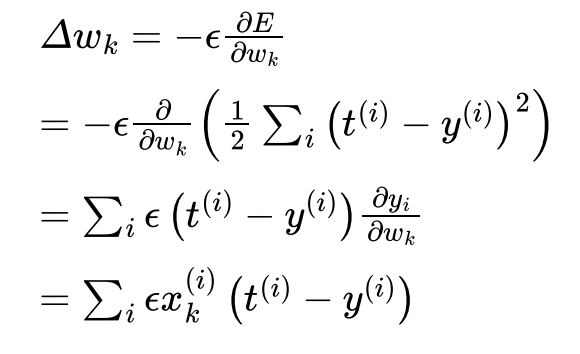 Δw_k = −ϵ ∂E/∂w_k
= −ϵ ∂/∂w_k (1/2 ∑_i (t^(i) − y^(i))^2)
= ∑_i ϵ (t^(i) − y^(i)) ∂y_i/∂w_k
= ∑_i ϵx_k^(i) (t^(i) − y^(i))